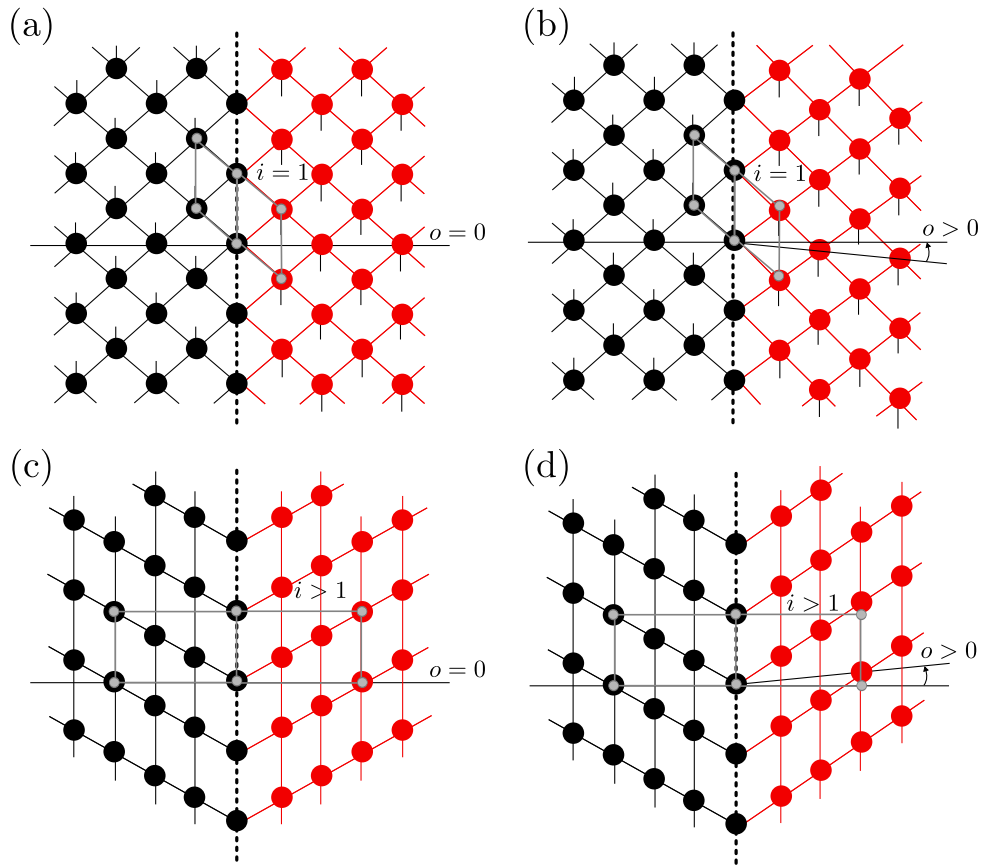 (a)
(b)
i = 1
i = 1
o = 0
o > 0
(c)
(d)
i > 1
i > 1
o = 0
o > 0